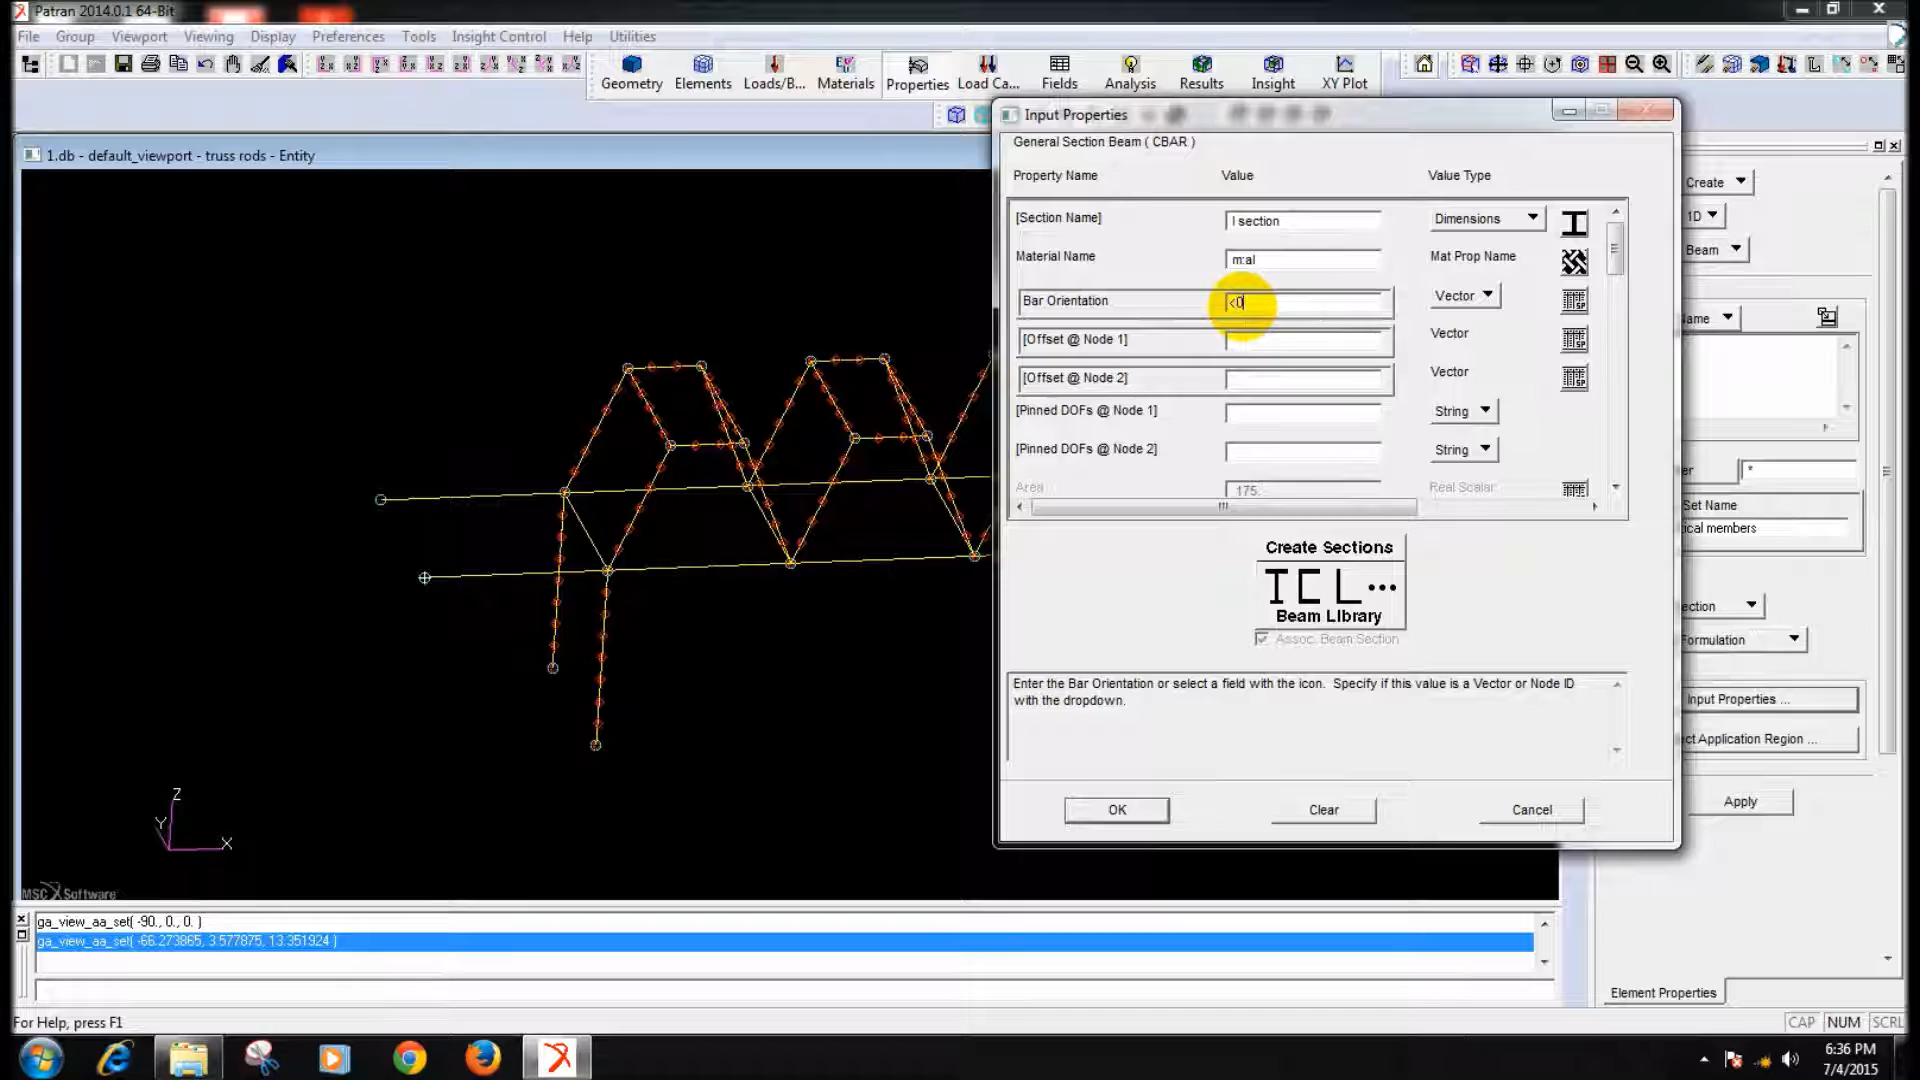 Patran 2014.0.1 64-Bit
File Group Viewport Viewing Display Preferences Tools Insight Control Help Utilities
Geometry Elements Loads/B... Materials Properties Load Ca... Fields Analysis Results Insight XY Plot
1.db - default_viewport - truss rods - Entity
Input Properties
General Section Beam ( CBAR )
Property Name Value Value Type
[Section Name] I section Dimensions
Material Name m:al Mat Prop Name
Bar Orientation <0 Vector
[Offset @ Node 1] Vector
[Offset @ Node 2] Vector
[Pinned DOFs @ Node 1] String
[Pinned DOFs @ Node 2] String
Area 175. Real Scalar
Create Sections
I C L ...
Beam Library
Assoc. Beam Section
Enter the Bar Orientation or select a field with the icon. Specify if this value is a Vector or Node ID
with the dropdown.
OK Clear Cancel
Create
1D
Beam
ame
er *
Set Name
ical members
ection
Formulation
Input Properties ...
ct Application Region ...
Apply
Element Properties
Z
Y
X
MSC Software
ga_view_aa_set( -90., 0., 0. )
ga_view_aa_set( -66.273865, 3.577875, 13.351924 )
For Help, press F1
CAP NUM SCRL
6:36 PM
7/4/2015